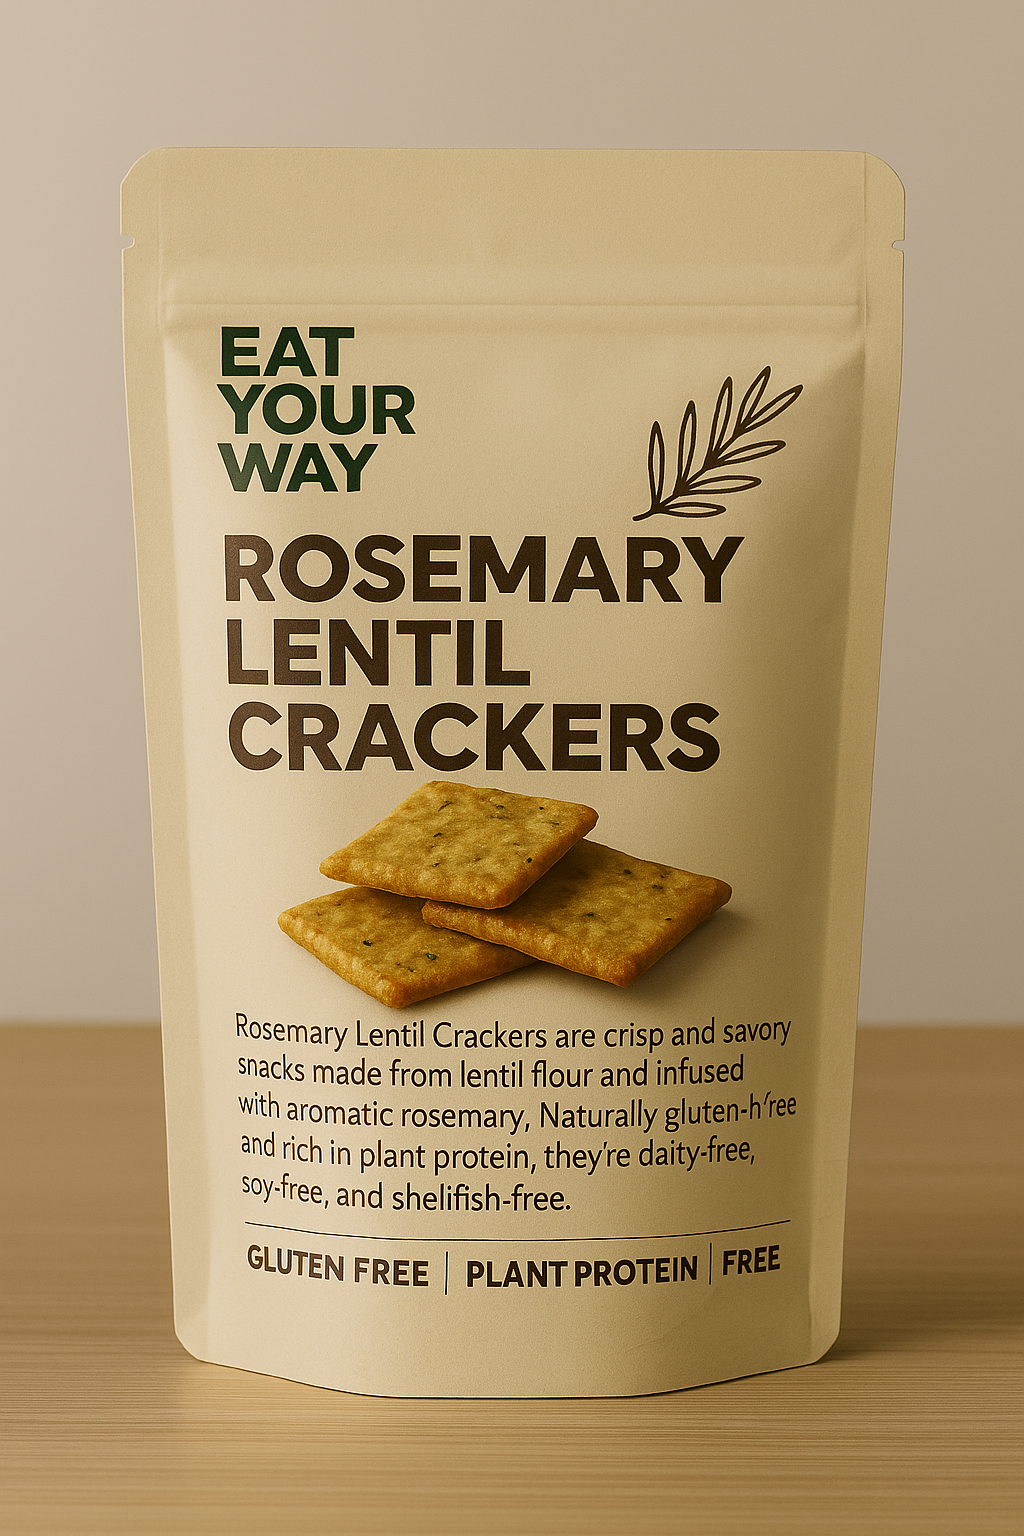 EAT
YOUR
WAY
ROSEMARY
LENTIL
CRACKERS
Rosemary Lentil Crackers are crisp and savory
snacks made from lentil flour and infused
with aromatic rosemary, Naturally gluten-h'ree
and rich in plant protein, they're daity-free,
soy-free, and shelifish-free.
GLUTEN FREE | PLANT PROTEIN | FREE